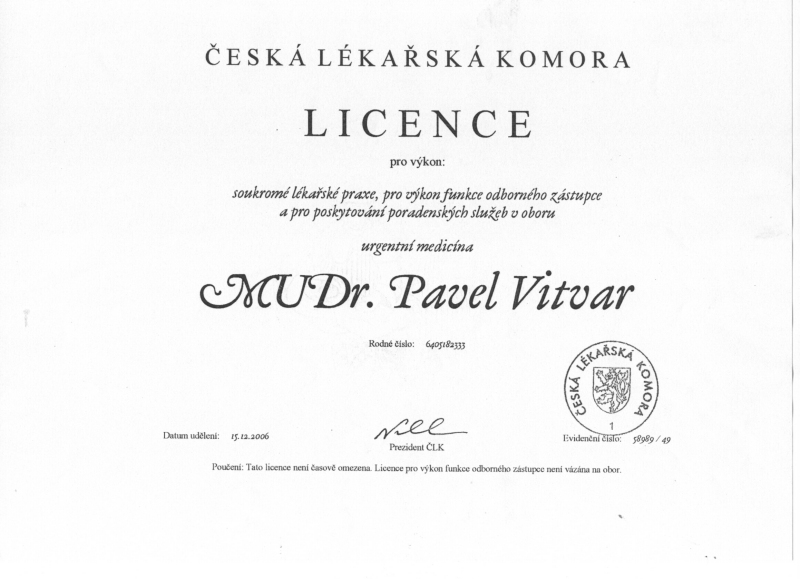 ČESKÁ LÉKAŘSKÁ KOMORA
LICENCE
pro výkon:
soukromé lékařské praxe, pro výkon funkce odborného zástupce
a pro poskytování poradenských služeb v oboru
urgentní medicína
MUDr. Pavel Vitvar
Rodné číslo: 6405182333
ČESKÁ LÉKAŘSKÁ KOMORA
1
Datum udělení: 15.12.2006
Prezident ČLK
Evidenční číslo: 58989 / 49
Poučení: Tato licence není časově omezena. Licence pro výkon funkce odborného zástupce není vázána na obor.